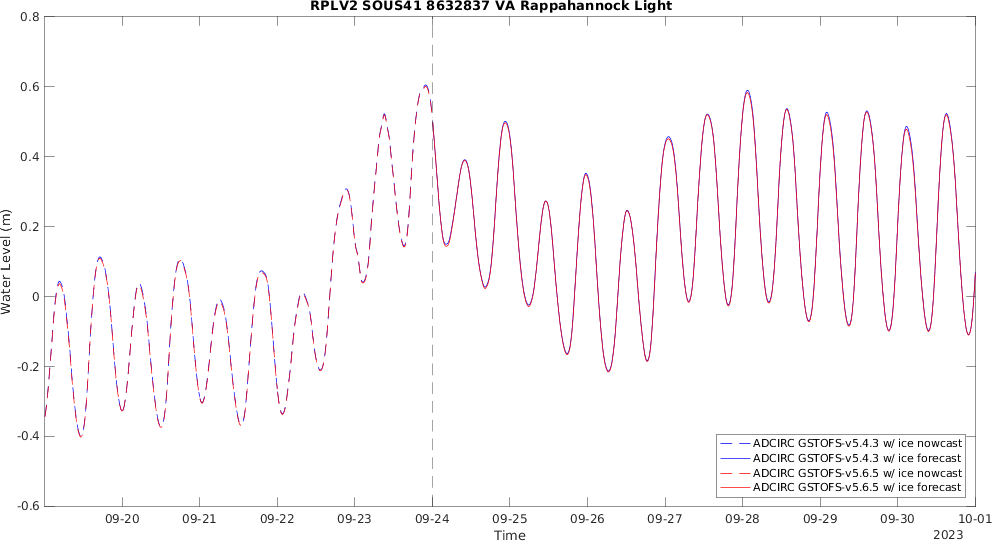 RPLV2 SOUS41 8632837 VA Rappahannock Light
0.8
0.6
0.4
0.2
0
-0.2
-0.4
-0.6
Water Level (m)
ADCIRC GSTOFS-v5.4.3 w/ ice nowcast
ADCIRC GSTOFS-v5.4.3 w/ ice forecast
ADCIRC GSTOFS-v5.6.5 w/ ice nowcast
ADCIRC GSTOFS-v5.6.5 w/ ice forecast
09-20 09-21 09-22 09-23 09-24 09-25 09-26 09-27 09-28 09-29 09-30 10-01
Time
2023